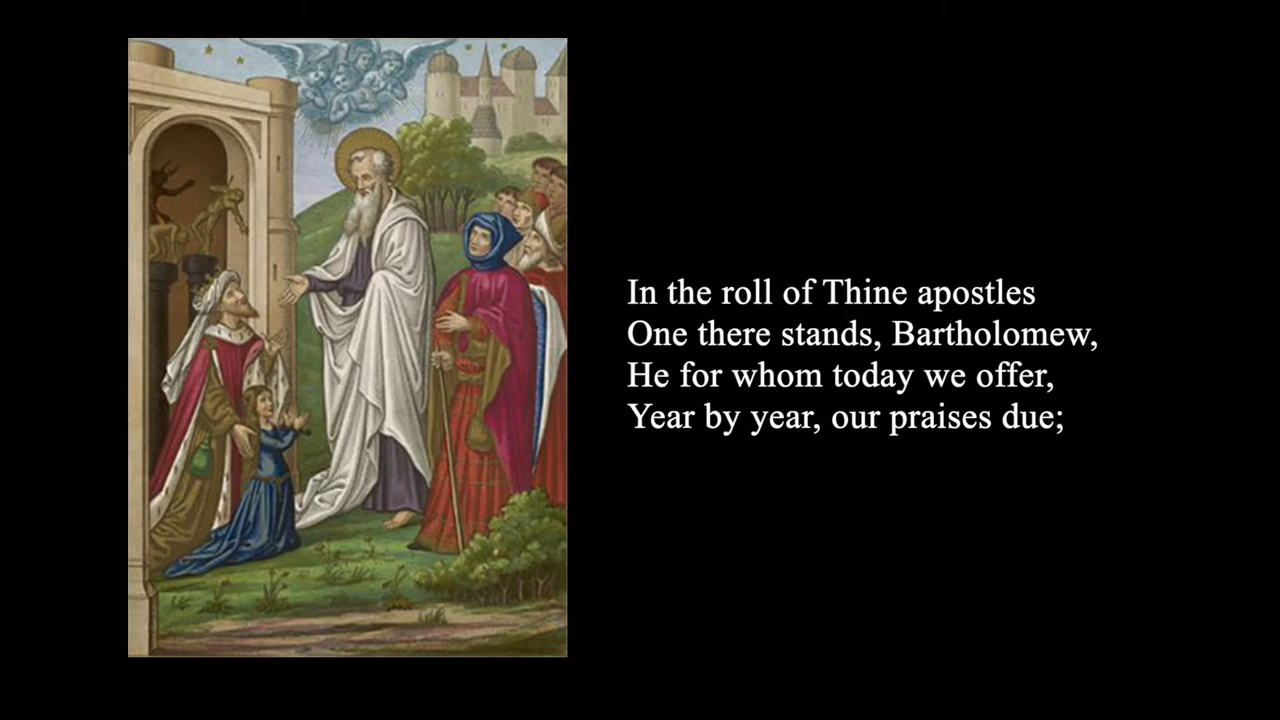 In the roll of Thine apostles
One there stands, Bartholomew,
He for whom today we offer,
Year by year, our praises due;